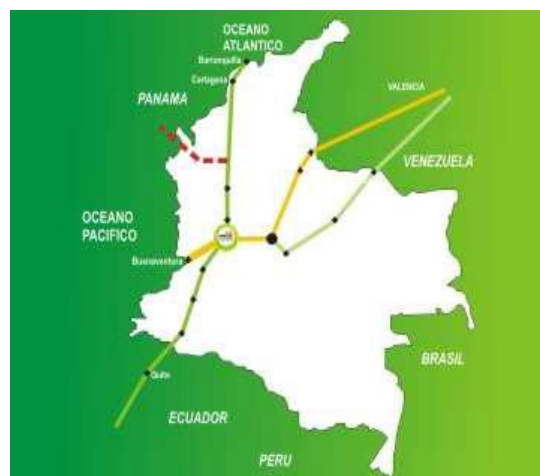 OCEANO
ATLANTICO
Barranquilla
Cartagena
PANAMA
VALENCIA
VENEZUELA
OCEANO
PACIFICO
Buenaventura
BRASIL
Quito
ECUADOR
PERU